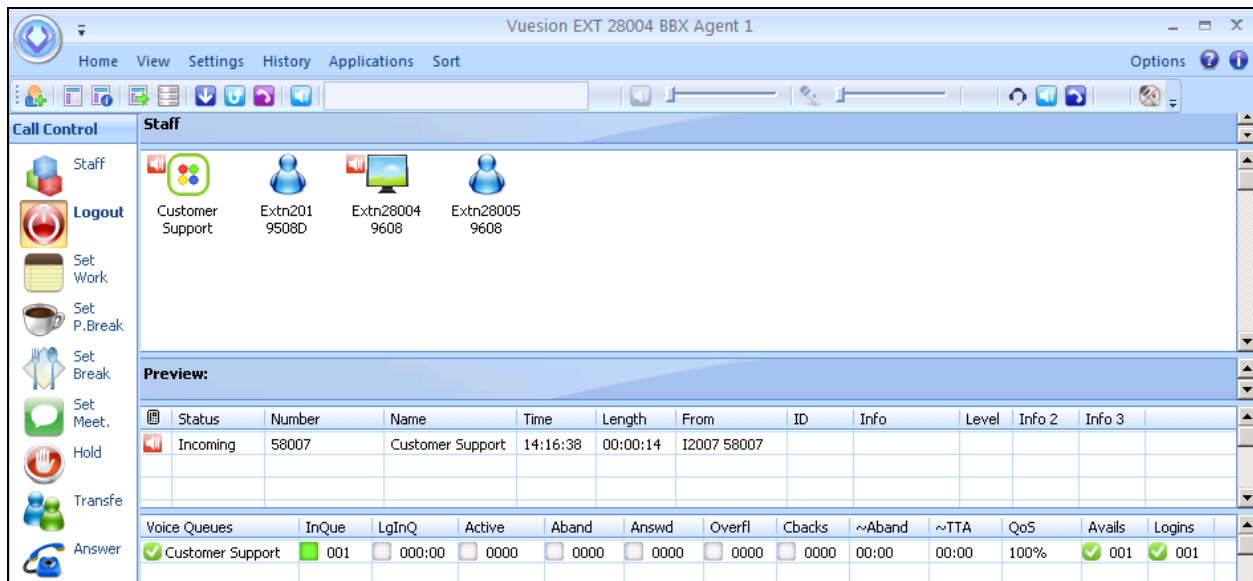 Vuesion EXT 28004 BBX Agent 1
Home View Settings History Applications Sort Options
Call Control
Staff
Logout
Set
Work
Set
P.Break
Set
Break
Set
Meet.
Hold
Transfe
Answer
Staff
Customer
Support
Extn201
9508D
Extn28004
9608
Extn28005
9608
Preview:
Status Number Name Time Length From ID Info Level Info 2 Info 3
Incoming 58007 Customer Support 14:16:38 00:00:14 I2007 58007
Voice Queues InQue LgInQ Active Aband Answd Overfl Cbacks ~Aband ~TTA QoS Avails Logins
Customer Support 001 000:00 0000 0000 0000 0000 0000 00:00 00:00 100% 001 001